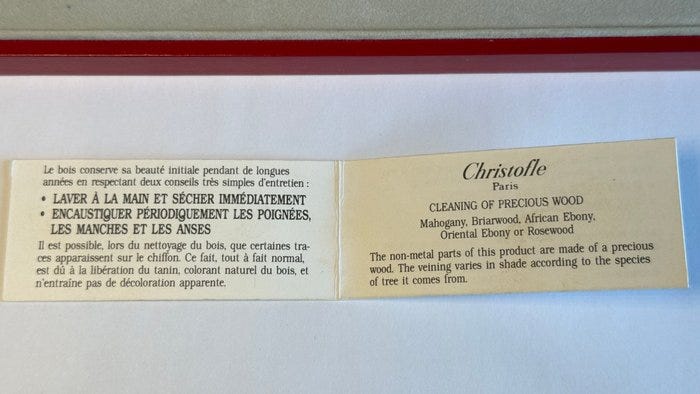 Le bois conserve sa beauté initiale pendant de longues
années en respectant deux conseils très simples d'entretien :
• LAVER À LA MAIN ET SÉCHER IMMÉDIATEMENT
• ENCAUSTIQUER PÉRIODIQUEMENT LES POIGNÉES,
LES MANCHES ET LES ANSES
Il est possible, lors du nettoyage du bois, que certaines tra-
ces apparaissent sur le chiffon. Ce fait, tout à fait normal,
est dû à la libération du tanin, colorant naturel du bois, et
n'entraîne pas de décoloration apparente.
Christofle
Paris
CLEANING OF PRECIOUS WOOD
Mahogany, Briarwood, African Ebony,
Oriental Ebony or Rosewood
The non-metal parts of this product are made of a precious
wood. The veining varies in shade according to the species
of tree it comes from.